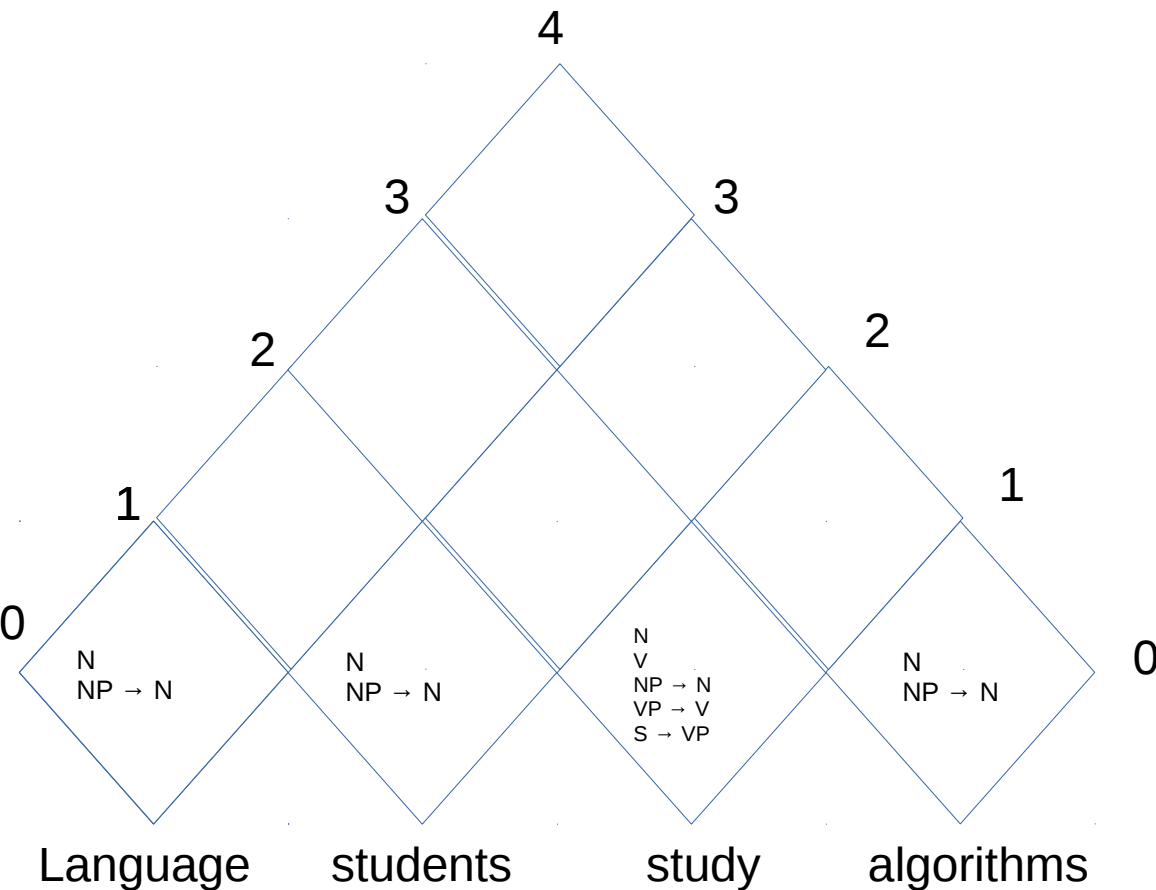 4
3
3
2
2
1
1
0
0
N
NP → N
N
NP → N
N
V
NP → N
VP → V
S → VP
N
NP → N
Language
students
study
algorithms